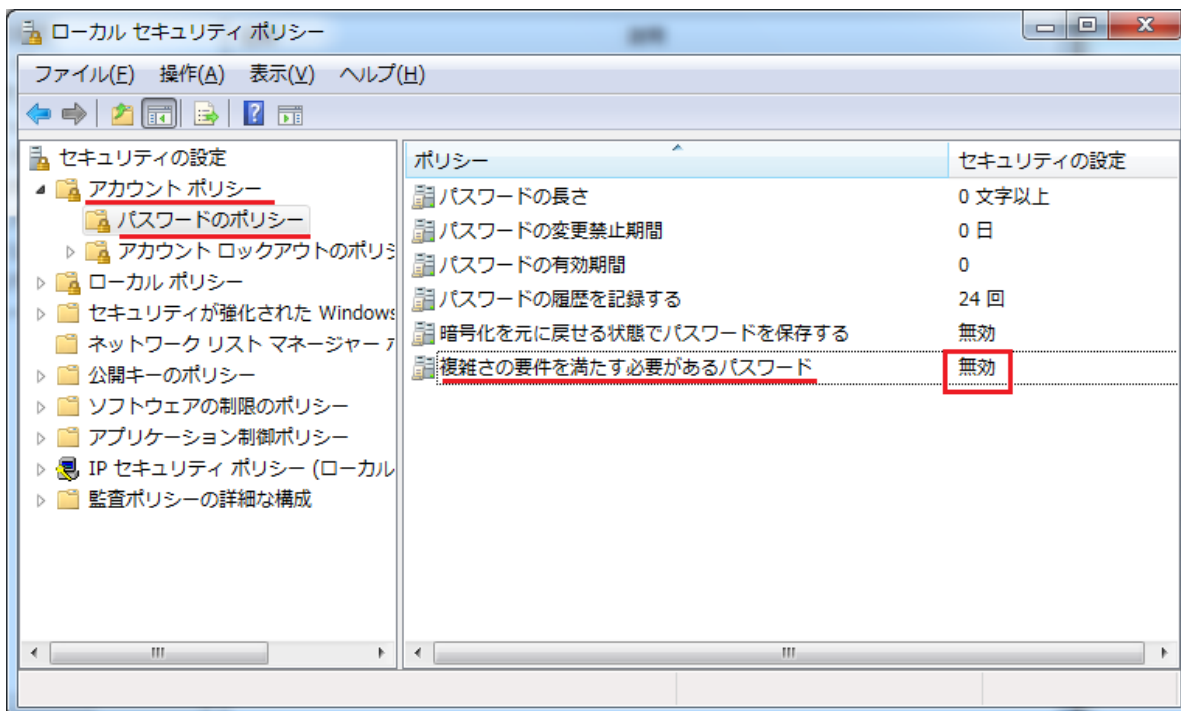 ローカル セキュリティ ポリシー
ファイル(F) 操作(A) 表示(V) ヘルプ(H)
セキュリティの設定
アカウント ポリシー
パスワードのポリシー
アカウント ロックアウトのポリシ
ローカル ポリシー
セキュリティが強化された Windows
ネットワーク リスト マネージャー
公開キーのポリシー
ソフトウェアの制限のポリシー
アプリケーション制御ポリシー
IP セキュリティ ポリシー (ローカル
監査ポリシーの詳細な構成
ポリシー セキュリティの設定
パスワードの長さ 0 文字以上
パスワードの変更禁止期間 0 日
パスワードの有効期間 0
パスワードの履歴を記録する 24 回
暗号化を元に戻せる状態でパスワードを保存する 無効
複雑さの要件を満たす必要があるパスワード 無効